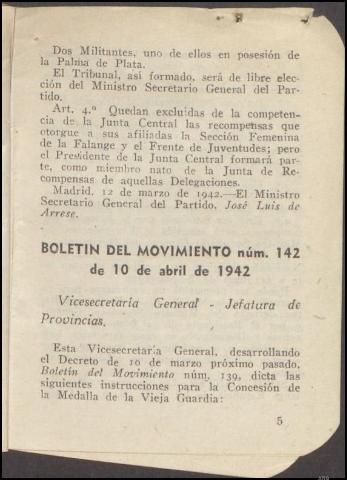 Dos Militantes, uno de ellos en posesión de
la Palma de Plata.
El Tribunal, así formado, será de libre elec-
ción del Ministro Secretario General del Par-
tido.
Art. 4.º Quedan excluídas de la competen-
cia de la Junta Central las recompensas que
otorgue a sus afiliadas la Sección Femenina
de la Falange y el Frente de Juventudes; pero
el Presidente de la Junta Central formará par-
te, como miembro nato de la Junta de Re-
compensas de aquellas Delegaciones.
Madrid, 12 de marzo de 1942.—El Ministro
Secretario General del Partido, José Luis de
Arrese.
BOLETIN DEL MOVIMIENTO núm. 142
de 10 de abril de 1942
Vicesecretaría General - Jefatura de
Provincias.
Esta Vicesecretaría General, desarrollando
el Decreto de 10 de marzo próximo pasado,
Boletín del Movimiento núm. 139, dicta las
siguientes instrucciones para la Concesión de
la Medalla de la Vieja Guardia:
5